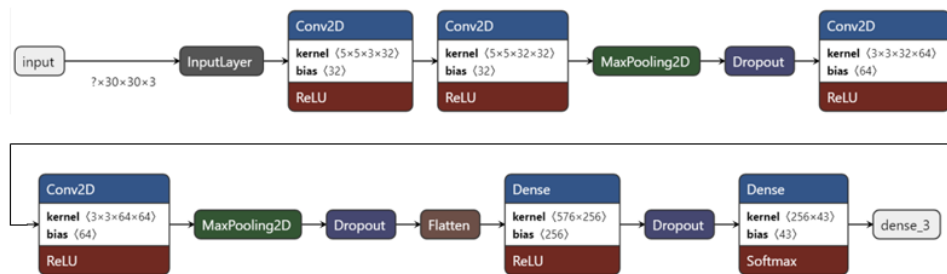 input
?×30×30×3
InputLayer
Conv2D
kernel ⟨5×5×3×32⟩
bias ⟨32⟩
ReLU
Conv2D
kernel ⟨5×5×32×32⟩
bias ⟨32⟩
ReLU
MaxPooling2D
Dropout
Conv2D
kernel ⟨3×3×32×64⟩
bias ⟨64⟩
ReLU
Conv2D
kernel ⟨3×3×64×64⟩
bias ⟨64⟩
ReLU
MaxPooling2D
Dropout
Flatten
Dense
kernel ⟨576×256⟩
bias ⟨256⟩
ReLU
Dropout
Dense
kernel ⟨256×43⟩
bias ⟨43⟩
Softmax
dense_3